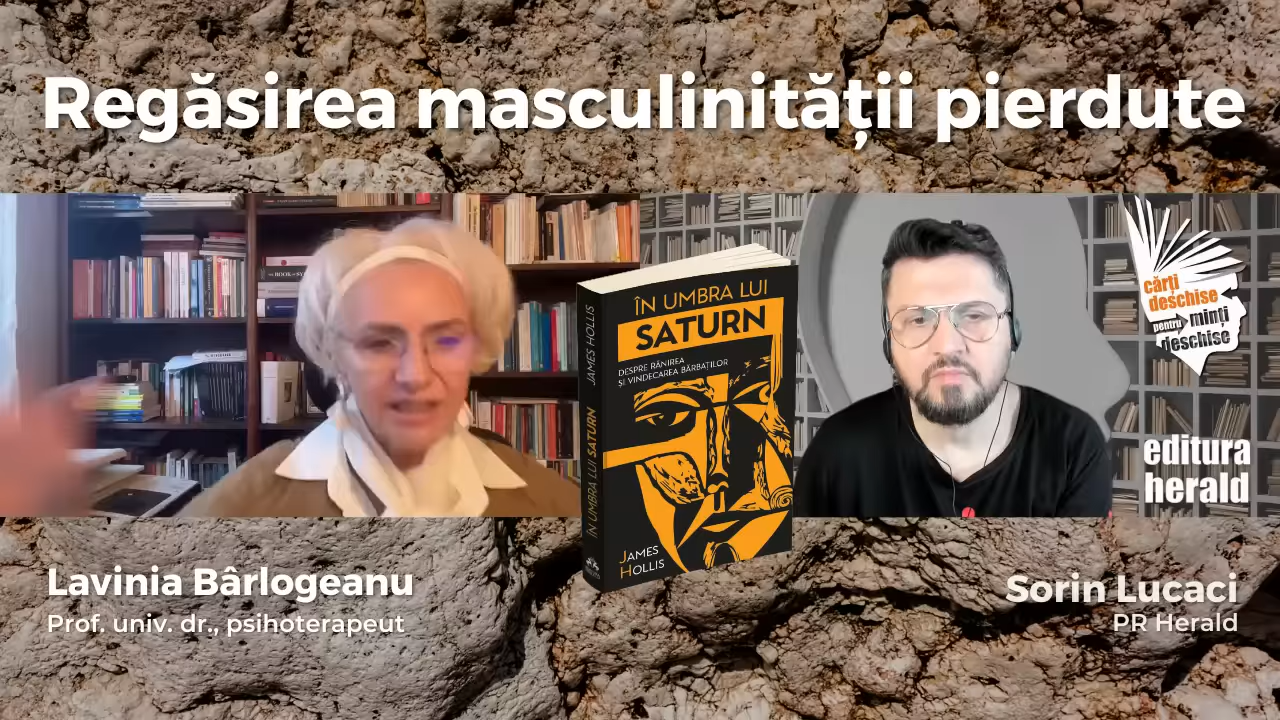 Regăsirea masculinității pierdute
JAMES HOLLIS
ÎN UMBRA LUI SATURN
ÎN UMBRA LUI
SATURN
DESPRE RĂNIREA
ȘI VINDECAREA BĂRBAȚILOR
JAMES
HOLLIS
cărți
deschise
pentru minți
deschise
editura
herald
Lavinia Bârlogeanu
Prof. univ. dr., psihoterapeut
Sorin Lucaci
PR Herald